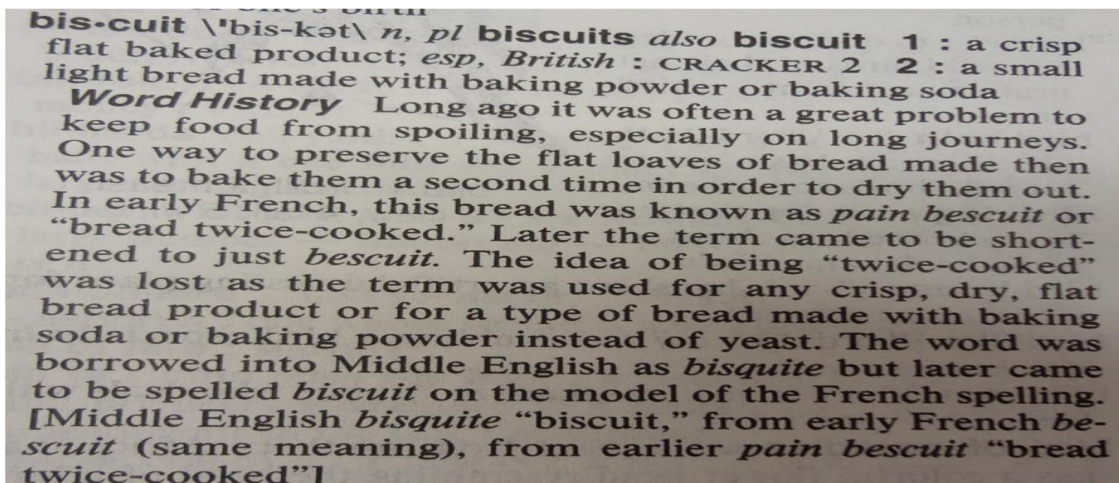 bis•cuit \'bis-kət\ n, pl biscuits also biscuit 1 : a crisp
flat baked product; esp, British : CRACKER 2 2 : a small
light bread made with baking powder or baking soda
Word History Long ago it was often a great problem to
keep food from spoiling, especially on long journeys.
One way to preserve the flat loaves of bread made then
was to bake them a second time in order to dry them out.
In early French, this bread was known as pain bescuit or
“bread twice-cooked.” Later the term came to be short-
ened to just bescuit. The idea of being “twice-cooked”
was lost as the term was used for any crisp, dry, flat
bread product or for a type of bread made with baking
soda or baking powder instead of yeast. The word was
borrowed into Middle English as bisquite but later came
to be spelled biscuit on the model of the French spelling.
[Middle English bisquite “biscuit,” from early French be-
scuit (same meaning), from earlier pain bescuit “bread
twice-cooked”]